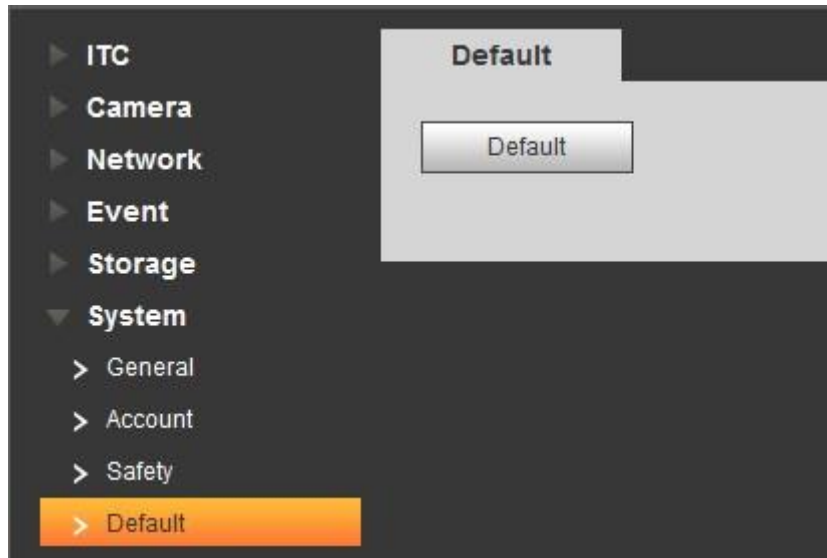 ITC
Camera
Network
Event
Storage
System
General
Account
Safety
Default
Default
Default